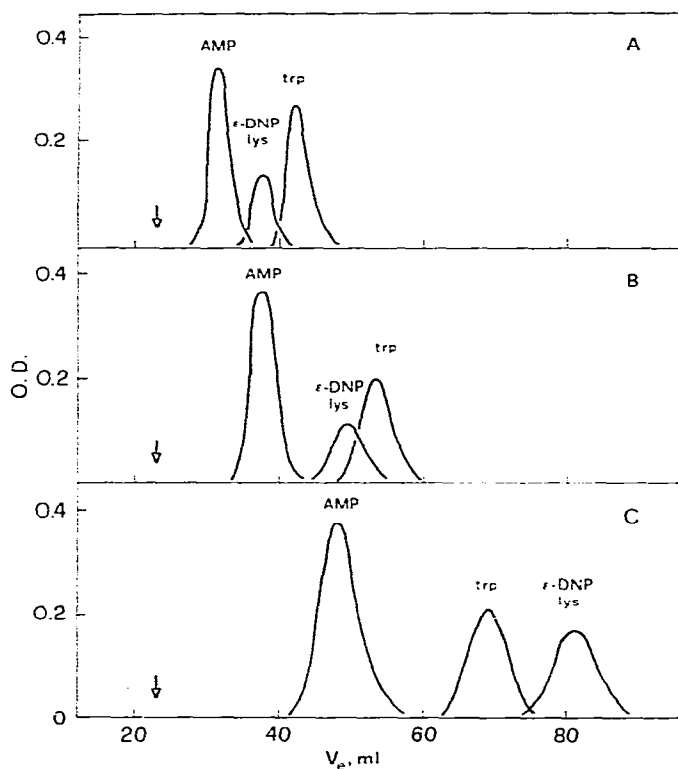 0.4
AMP
A
trp
ε-DNP
lys
0.2
0.4
AMP
B
trp
ε-DNP
lys
0.2
O.D.
0.4
AMP
C
trp
ε-DNP
lys
0.2
0
20
40
60
80
Ve, ml